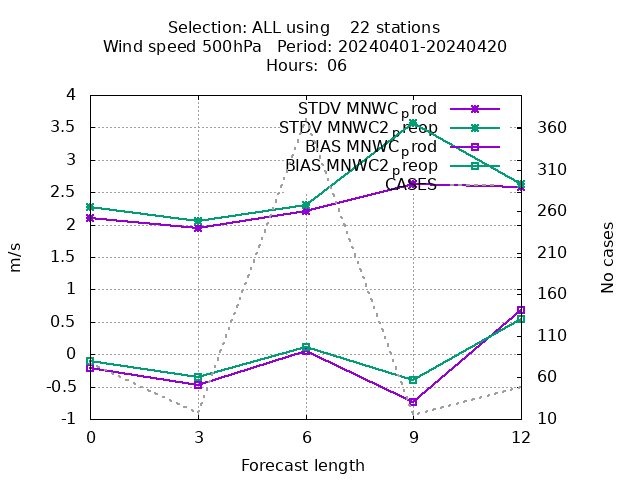 Selection: ALL using    22 stations
Wind speed 500hPa   Period: 20240401-20240420
Hours: 06
STDV MNWC_prod
STDV MNWC2_preop
BIAS MNWC_prod
BIAS MNWC2_preop
CASES
4
3.5
3
2.5
2
1.5
1
0.5
0
-0.5
-1
m/s
360
310
260
210
160
110
60
10
No cases
0 3 6 9 12
Forecast length